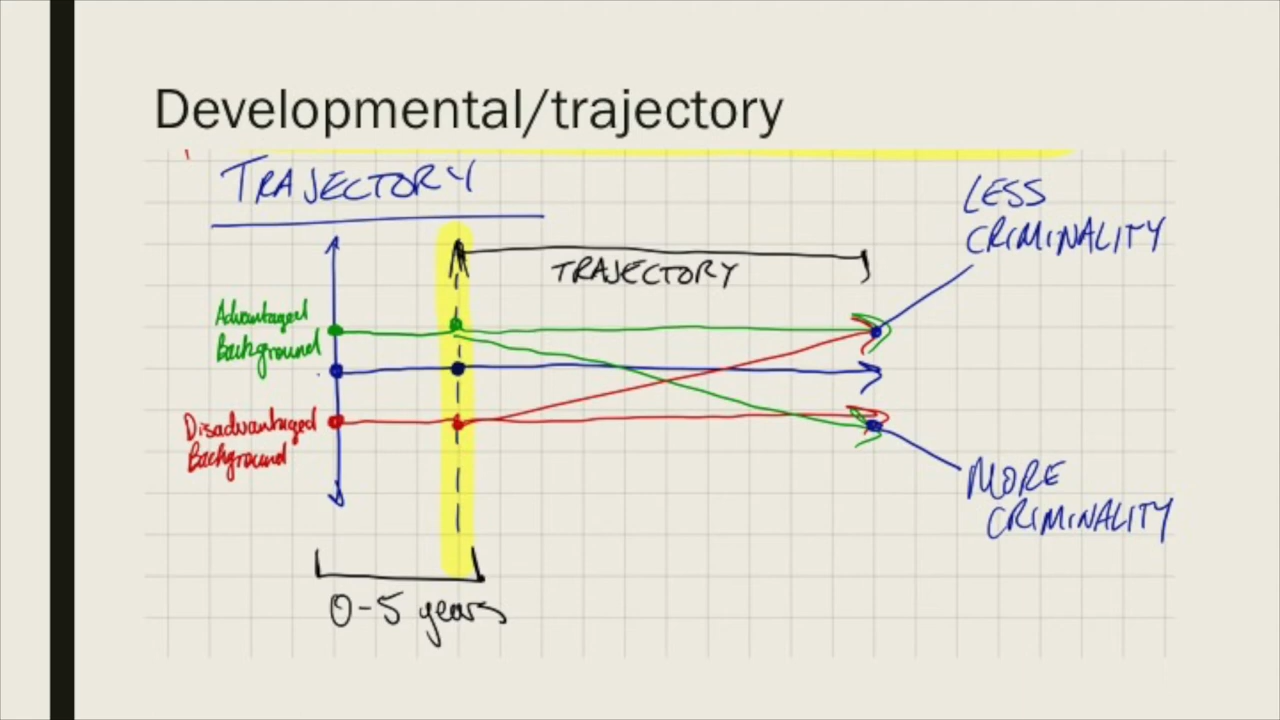 Developmental/trajectory
TRAJECTORY
LESS
CRIMINALITY
TRAJECTORY
Advantaged
Background
Disadvantaged
Background
MORE
CRIMINALITY
0-5 years